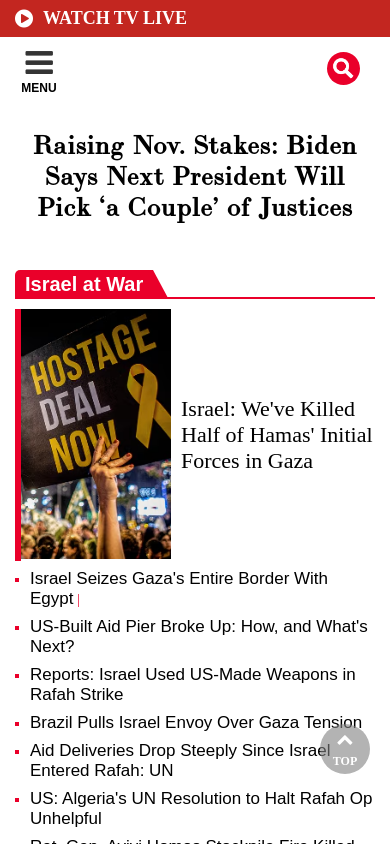 WATCH TV LIVE
MENU
Raising Nov. Stakes: Biden
Says Next President Will
Pick ‘a Couple’ of Justices
Israel at War
HOSTAGE
DEAL
NOW
Israel: We've Killed
Half of Hamas' Initial
Forces in Gaza
Israel Seizes Gaza's Entire Border With
Egypt |
US-Built Aid Pier Broke Up: How, and What's
Next?
Reports: Israel Used US-Made Weapons in
Rafah Strike
Brazil Pulls Israel Envoy Over Gaza Tension
Aid Deliveries Drop Steeply Since Israel
Entered Rafah: UN
TOP
US: Algeria's UN Resolution to Halt Rafah Op
Unhelpful